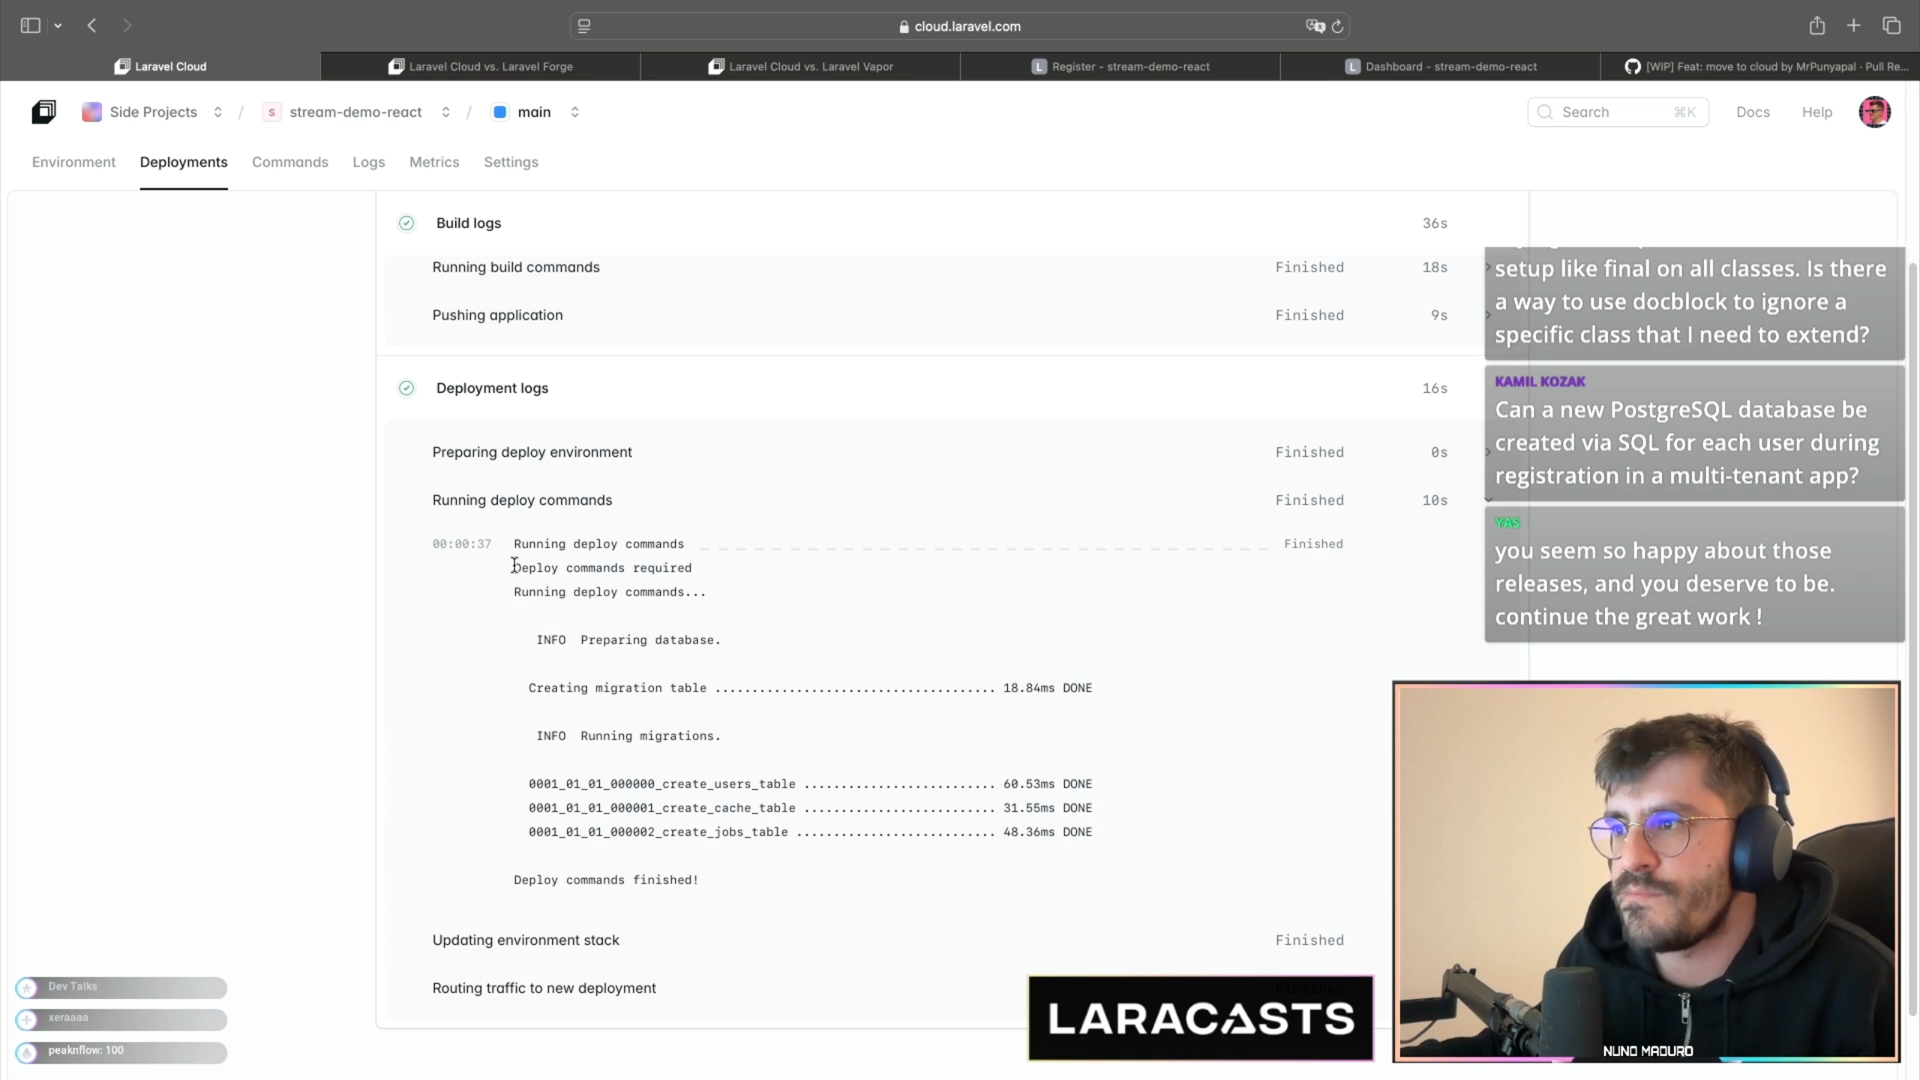 cloud.laravel.com
Laravel Cloud
Laravel Cloud vs. Laravel Forge
Laravel Cloud vs. Laravel Vapor
L Register - stream-demo-react
L Dashboard - stream-demo-react
[WIP] Feat: move to cloud by MrPunyapal · Pull Re...
Side Projects / s stream-demo-react / main
Search ⌘K
Docs
Help
Environment
Deployments
Commands
Logs
Metrics
Settings
Build logs 36s
Running build commands Finished 18s
Pushing application Finished 9s
Deployment logs 16s
Preparing deploy environment Finished 0s
Running deploy commands Finished 10s
00:00:37 Running deploy commands Finished
Deploy commands required
Running deploy commands...
INFO Preparing database.
Creating migration table ...................................... 18.84ms DONE
INFO Running migrations.
0001_01_01_000000_create_users_table .......................... 60.53ms DONE
0001_01_01_000001_create_cache_table .......................... 31.55ms DONE
0001_01_01_000002_create_jobs_table ........................... 48.36ms DONE
Deploy commands finished!
Updating environment stack Finished
Routing traffic to new deployment Finished
setup like final on all classes. Is there
a way to use docblock to ignore a
specific class that I need to extend?
KAMIL KOZAK
Can a new PostgreSQL database be
created via SQL for each user during
registration in a multi-tenant app?
YAS
you seem so happy about those
releases, and you deserve to be.
continue the great work !
Dev Talks
xeraaaa
peaknflow: 100
LARACASTS
NUNO MADURO